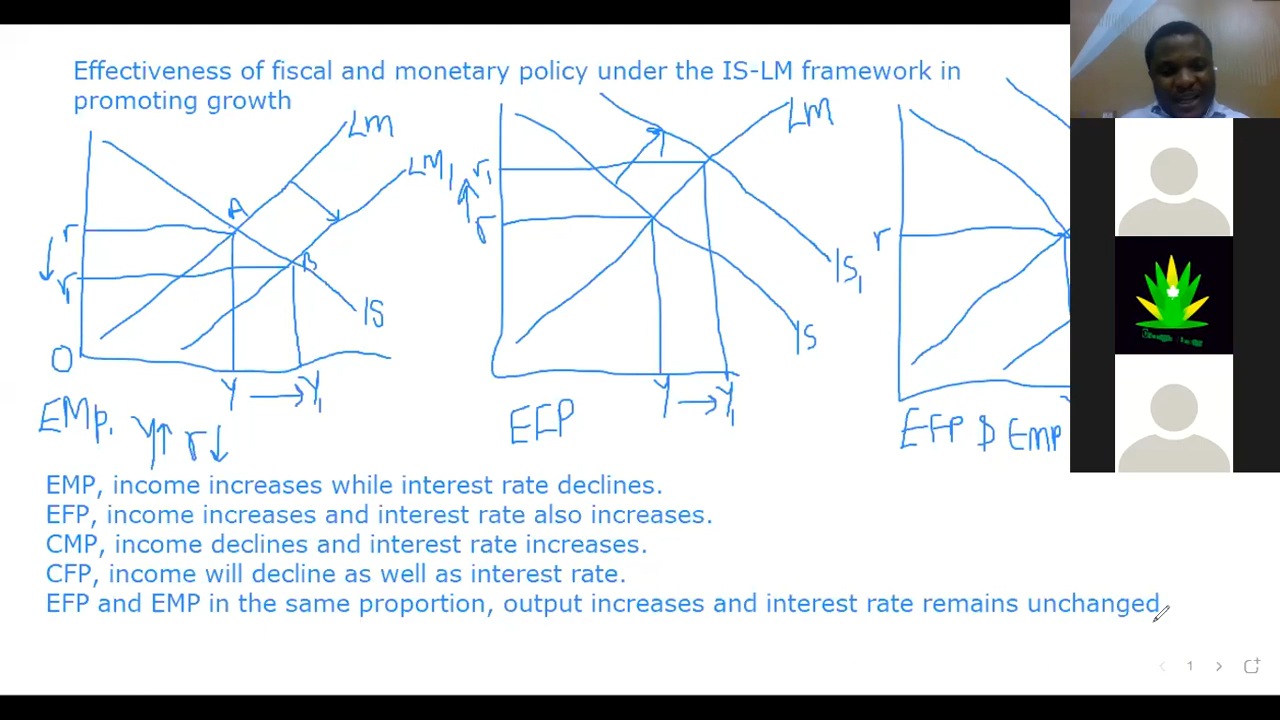 Effectiveness of fiscal and monetary policy under the IS-LM framework in
promoting growth
LM
LM1
A
r
B
r1
IS
O
Y → Y1
EMP.
Y↑ r↓
LM
r1
r
IS1
IS
Y → Y1
EFP
r
EFP $ EMP
EMP, income increases while interest rate declines.
EFP, income increases and interest rate also increases.
CMP, income declines and interest rate increases.
CFP, income will decline as well as interest rate.
EFP and EMP in the same proportion, output increases and interest rate remains unchanged
1